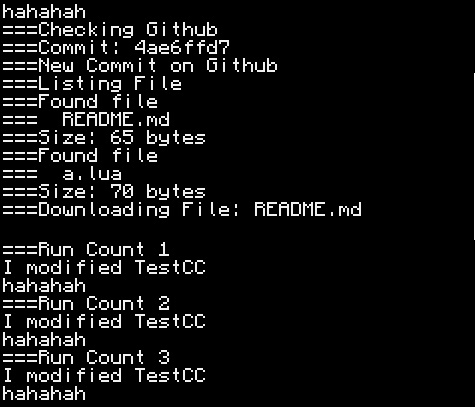 hahahah
===Checking Github
===Commit: 4ae6ffd7
===New Commit on Github
===Listing File
===Found file
===  README.md
===Size: 65 bytes
===Found file
===  a.lua
===Size: 70 bytes
===Downloading File: README.md

===Run Count 1
I modified TestCC
hahahah
===Run Count 2
I modified TestCC
hahahah
===Run Count 3
I modified TestCC
hahahah